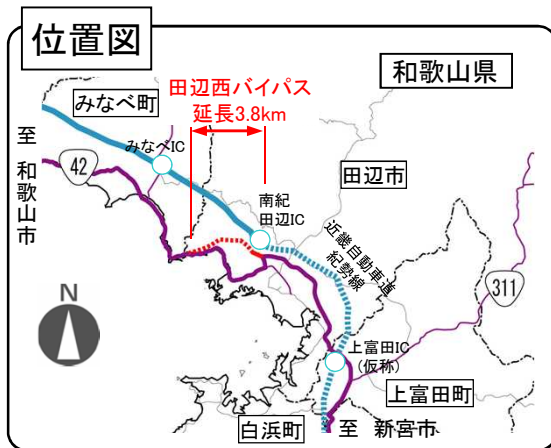 位置図
和歌山県
田辺西バイパス
延長3.8km
みなべ町
みなべIC
至
和
歌
山
市
42
田辺市
南紀
田辺IC
近畿自動車道
紀勢線
311
N
上富田IC
(仮称)
上富田町
白浜町
至 新宮市